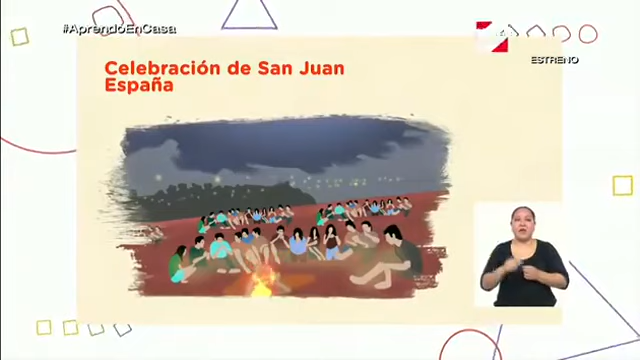 #AprendoEnCasa
ESTRENO
Celebración de San Juan
España